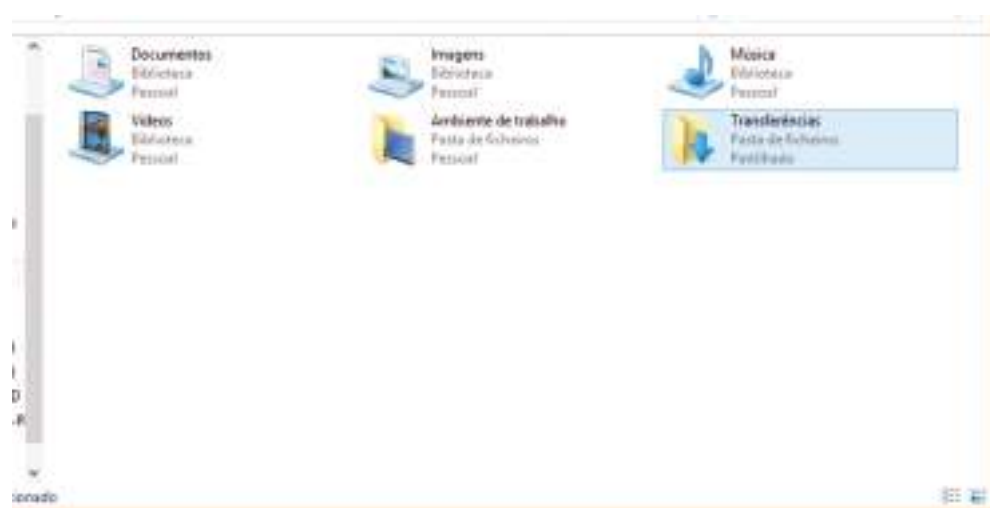 Documentos
Biblioteca
Pessoal
Imagens
Biblioteca
Pessoal
Música
Biblioteca
Pessoal
Vídeos
Biblioteca
Pessoal
Ambiente de trabalho
Pasta de ficheiros
Pessoal
Transferências
Pasta de ficheiros
Partilhado
ionado